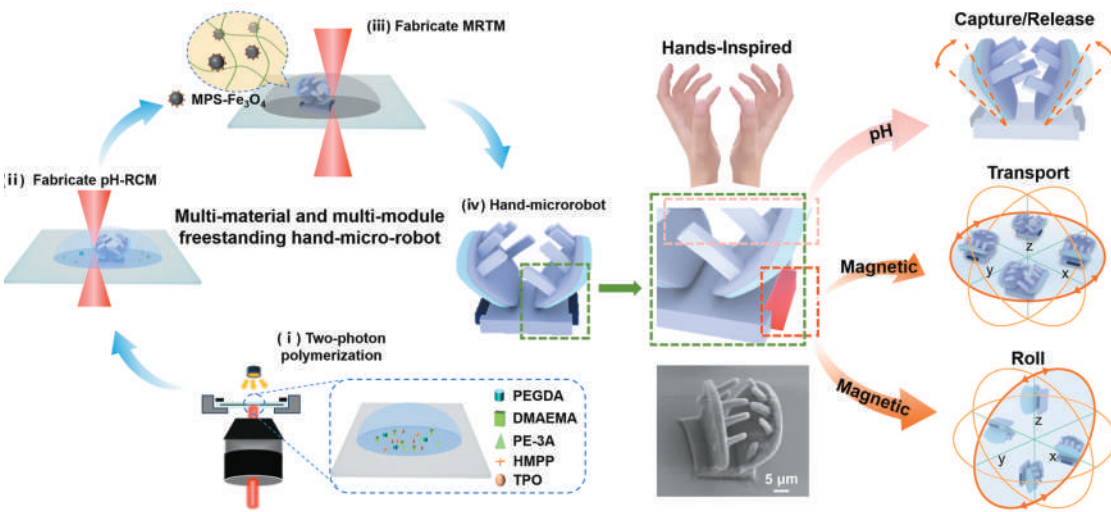 (iii) Fabricate MRTM
MPS-Fe₃O₄
(ii) Fabricate pH-RCM
Multi-material and multi-module
freestanding hand-micro-robot
(i) Two-photon
polymerization
PEGDA
DMAEMA
PE-3A
HMPP
TPO
(iv) Hand-microrobot
Hands-Inspired
5 μm
pH
Capture/Release
Magnetic
Transport
z
y
x
Magnetic
Roll
z
y
x